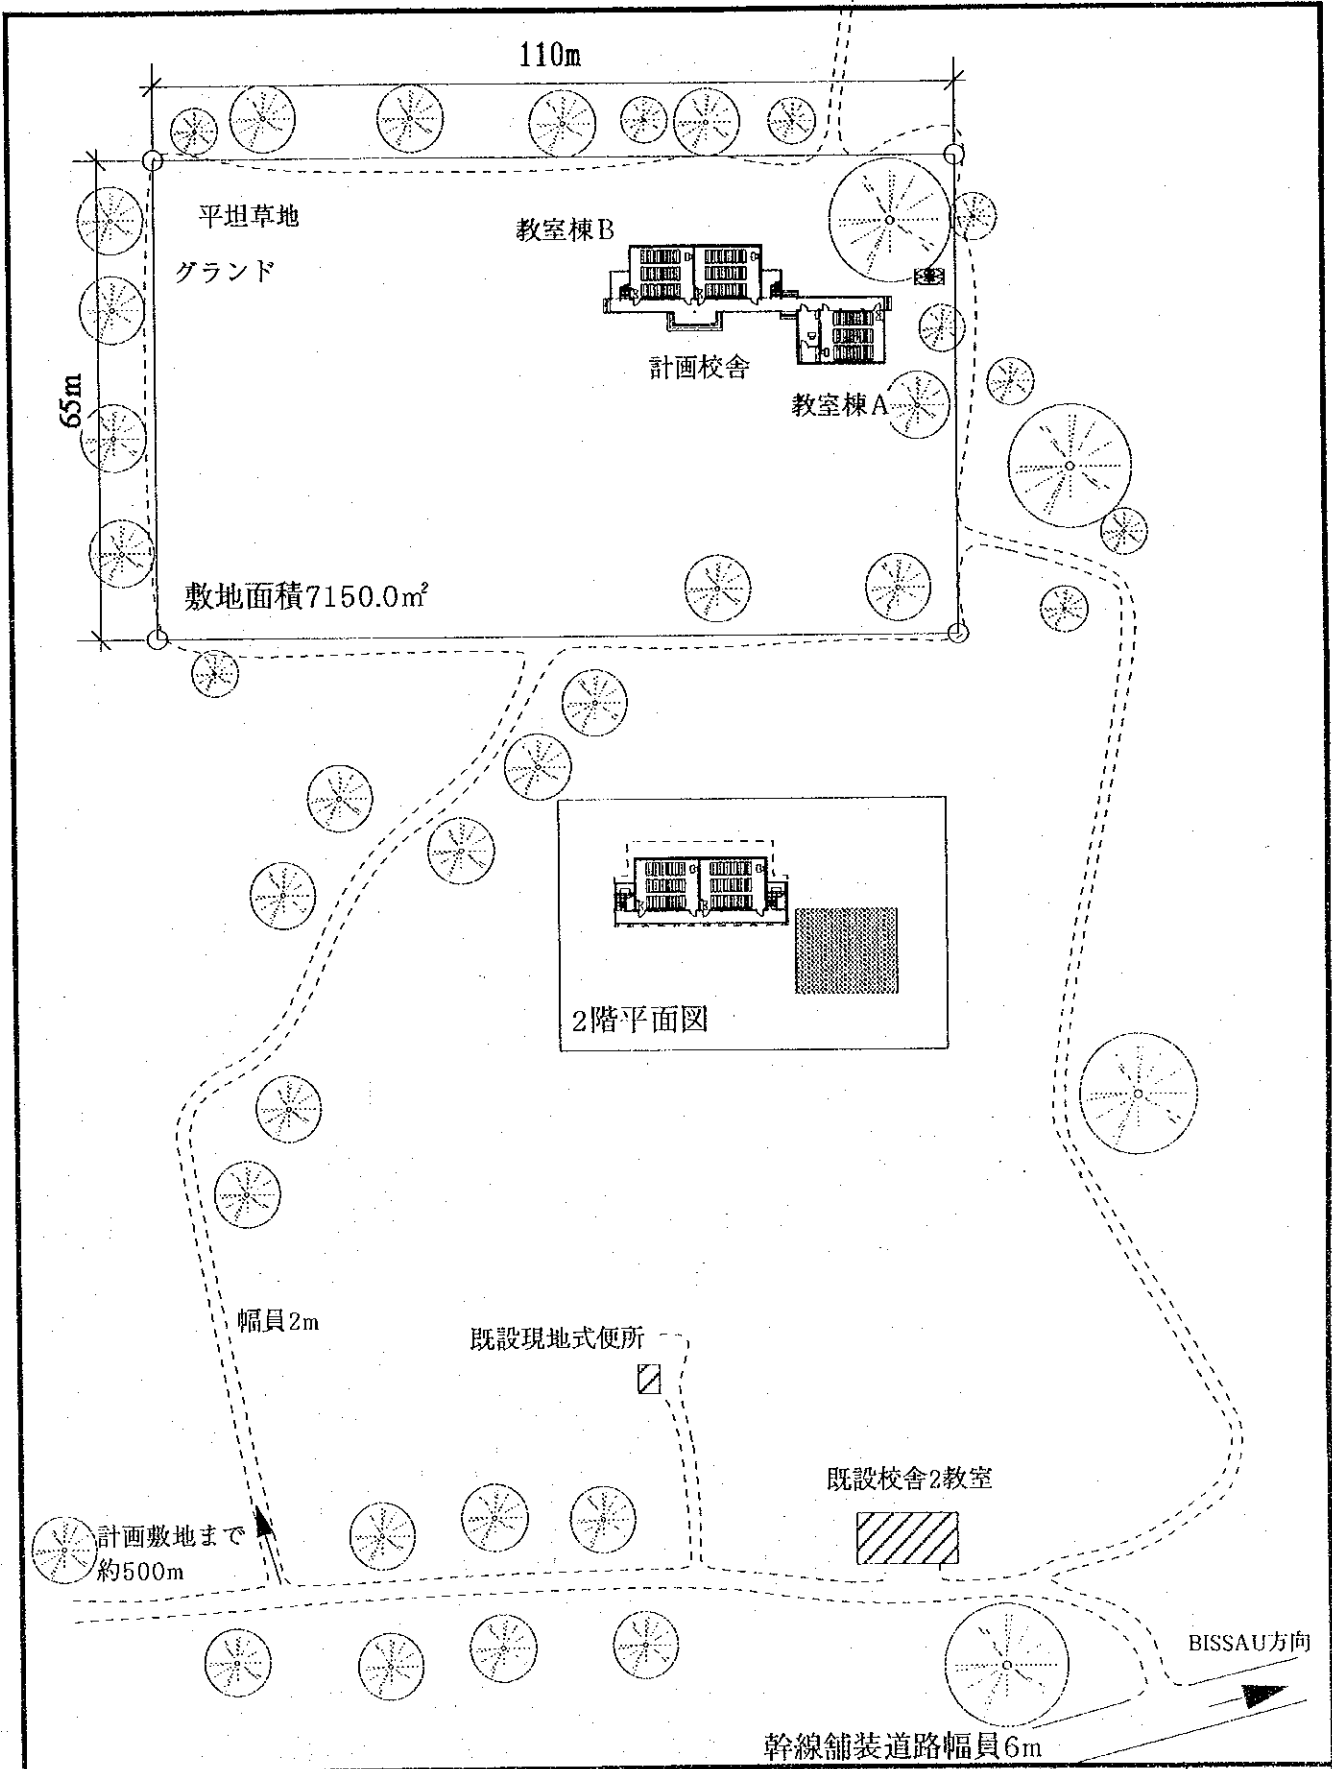 110m
平坦草地
教室棟B
グランド
計画校舎
65m
教室棟A
敷地面積7150.0㎡
2階平面図
幅員2m
既設現地式便所
既設校舎2教室
計画敷地まで
約500m
BISSAU方向
幹線舗装道路幅員6m